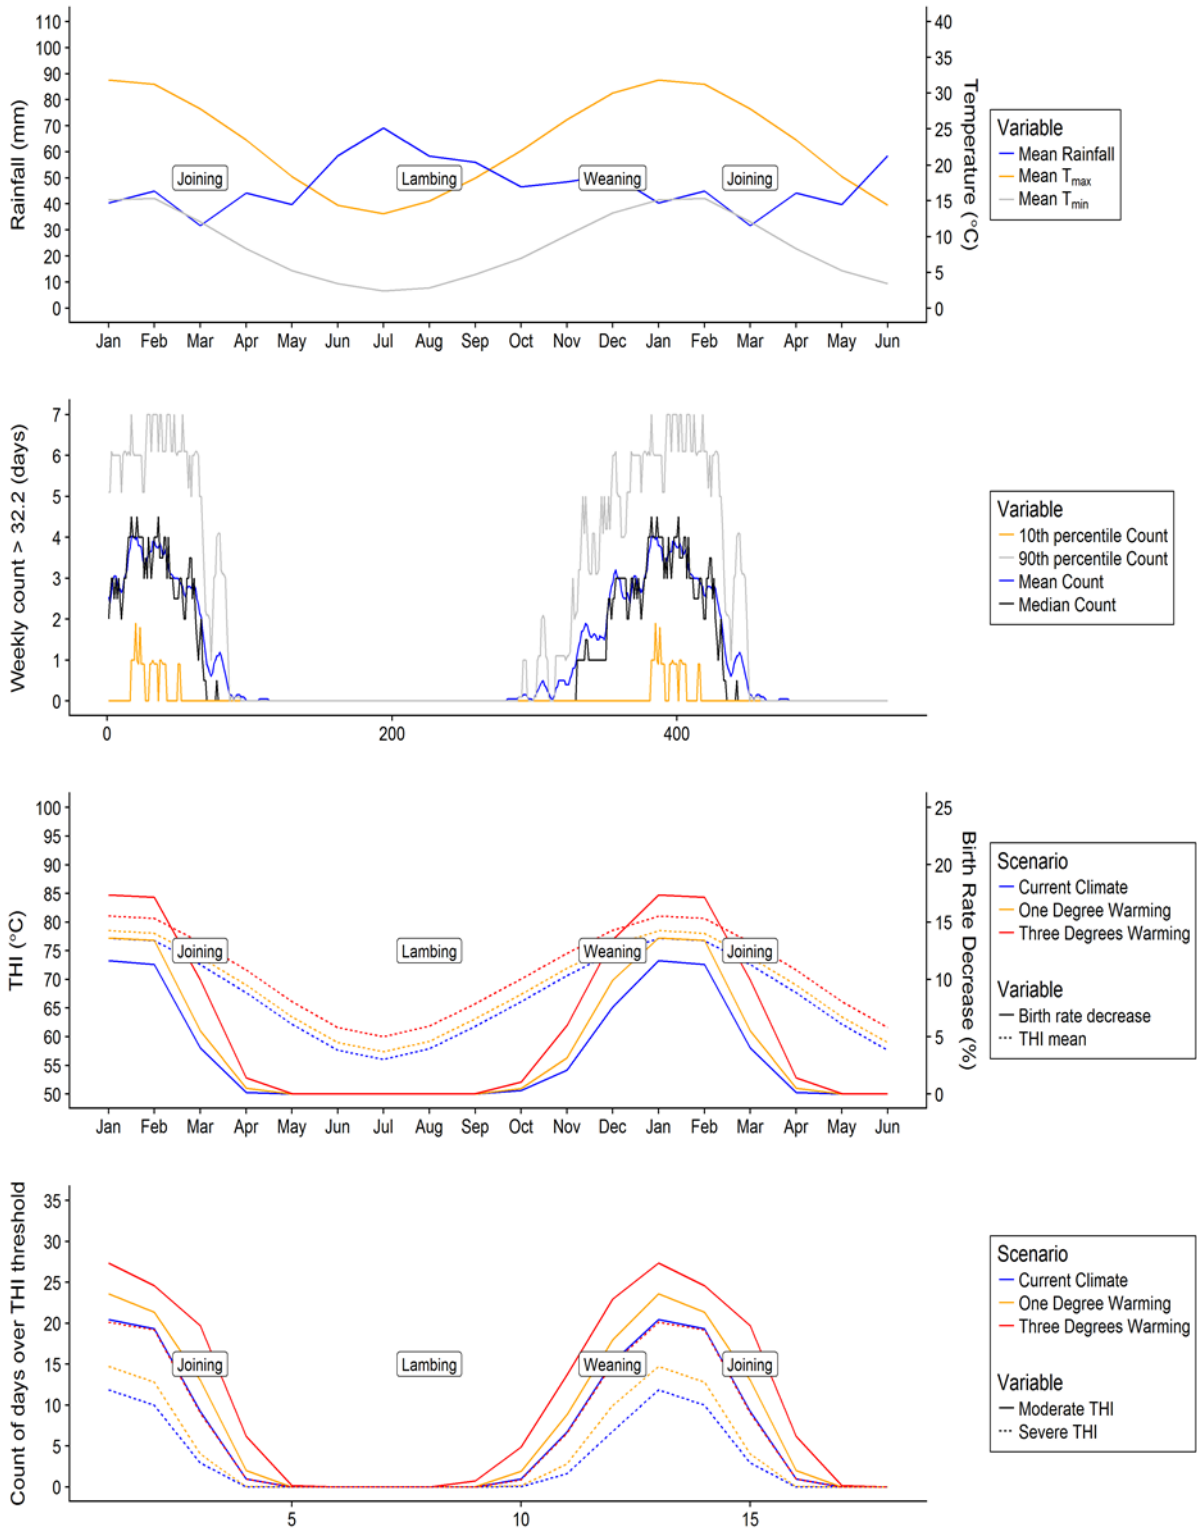 Rainfall (mm)
110
100
90
80
70
60
50
40
30
20
10
0
Joining
Lambing
Weaning
Joining
40
35
30
25
20
15
10
5
0
Temperature (°C)
Jan Feb Mar Apr May Jun Jul Aug Sep Oct Nov Dec Jan Feb Mar Apr May Jun
Variable
Mean Rainfall
Mean Tmax
Mean Tmin
Weekly count > 32.2 (days)
7
6
5
4
3
2
1
0
0 200 400
Variable
10th percentile Count
90th percentile Count
Mean Count
Median Count
THI (°C)
100
95
90
85
80
75
70
65
60
55
50
Joining
Lambing
Weaning
Joining
25
20
15
10
5
0
Birth Rate Decrease (%)
Jan Feb Mar Apr May Jun Jul Aug Sep Oct Nov Dec Jan Feb Mar Apr May Jun
Scenario
Current Climate
One Degree Warming
Three Degrees Warming
Variable
Birth rate decrease
THI mean
Count of days over THI threshold
35
30
25
20
15
10
5
0
Joining
Lambing
Weaning
Joining
5 10 15
Scenario
Current Climate
One Degree Warming
Three Degrees Warming
Variable
Moderate THI
Severe THI